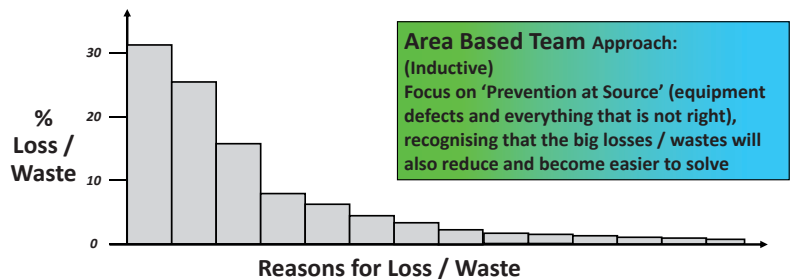 30
20
10
0
%
Loss /
Waste
Area Based Team Approach:
(Inductive)
Focus on ‘Prevention at Source’ (equipment
defects and everything that is not right),
recognising that the big losses / wastes will
also reduce and become easier to solve
Reasons for Loss / Waste